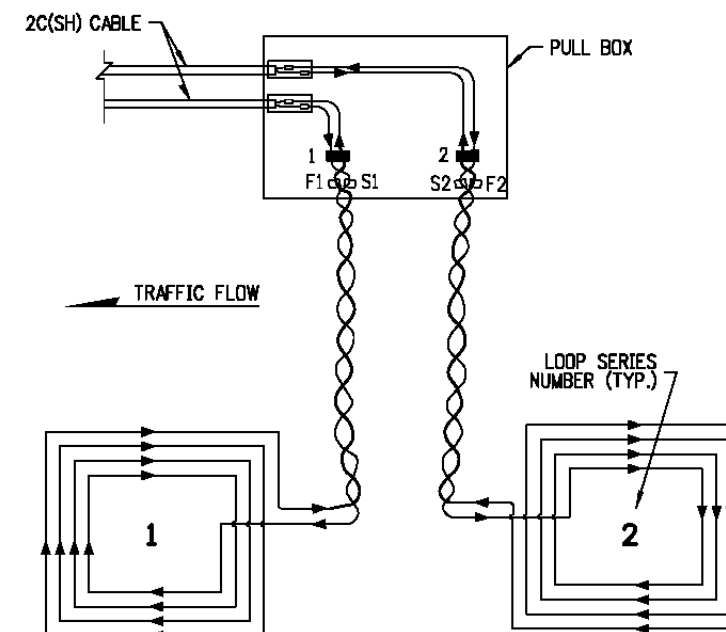 2C(SH) CABLE
PULL BOX
1
2
F1
S1
S2
F2
TRAFFIC FLOW
LOOP SERIES
NUMBER (TYP.)
1
2